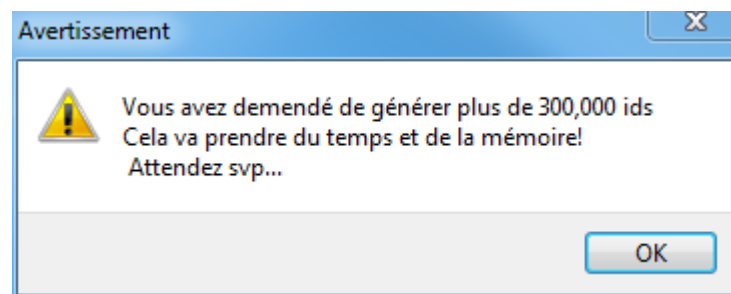 Avertissement
Vous avez demendé de générer plus de 300,000 ids
Cela va prendre du temps et de la mémoire!
Attendez svp...
OK